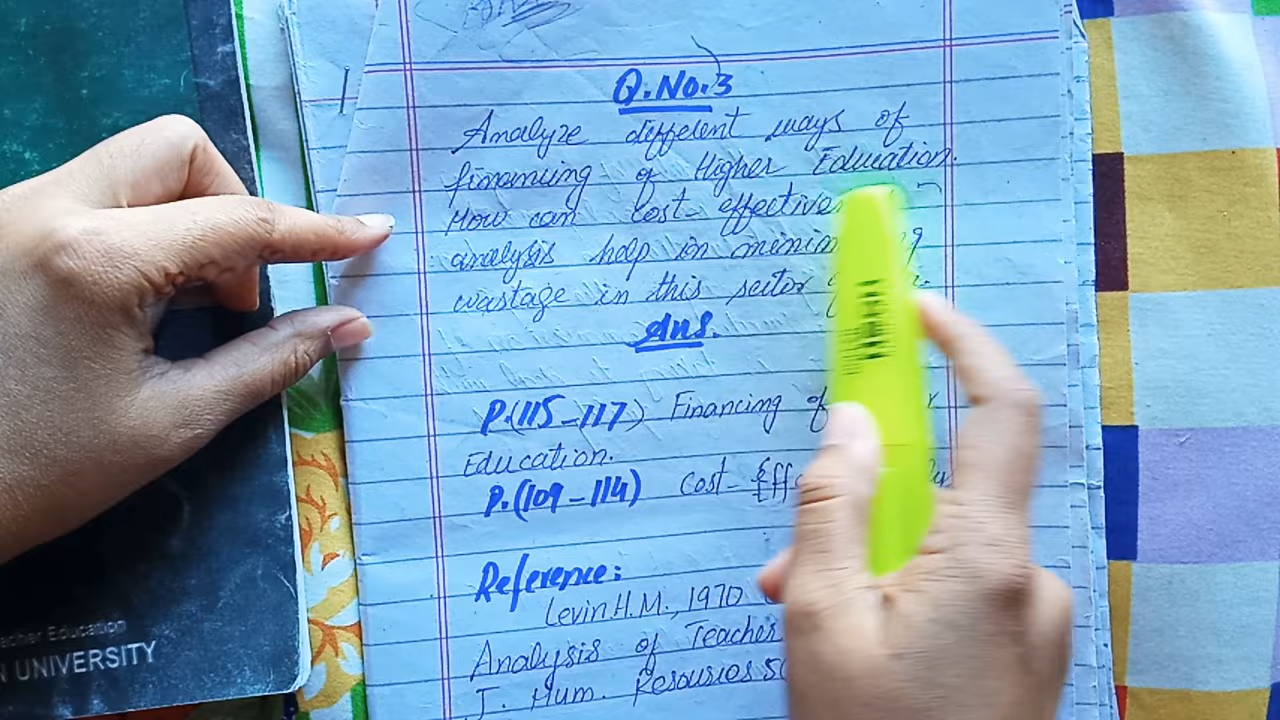 Q.No.3
Analyze different ways of
financing of Higher Education.
How can cost-effective
analysis help in
wastage in this sector
Ans.
P.(115-117) Financing of
Education.
P.(109-114) Cost-
Reference:
Levin H.M., 1970
Analysis of Teacher
J. Hum. Resources 5(
Teacher Education
N UNIVERSITY